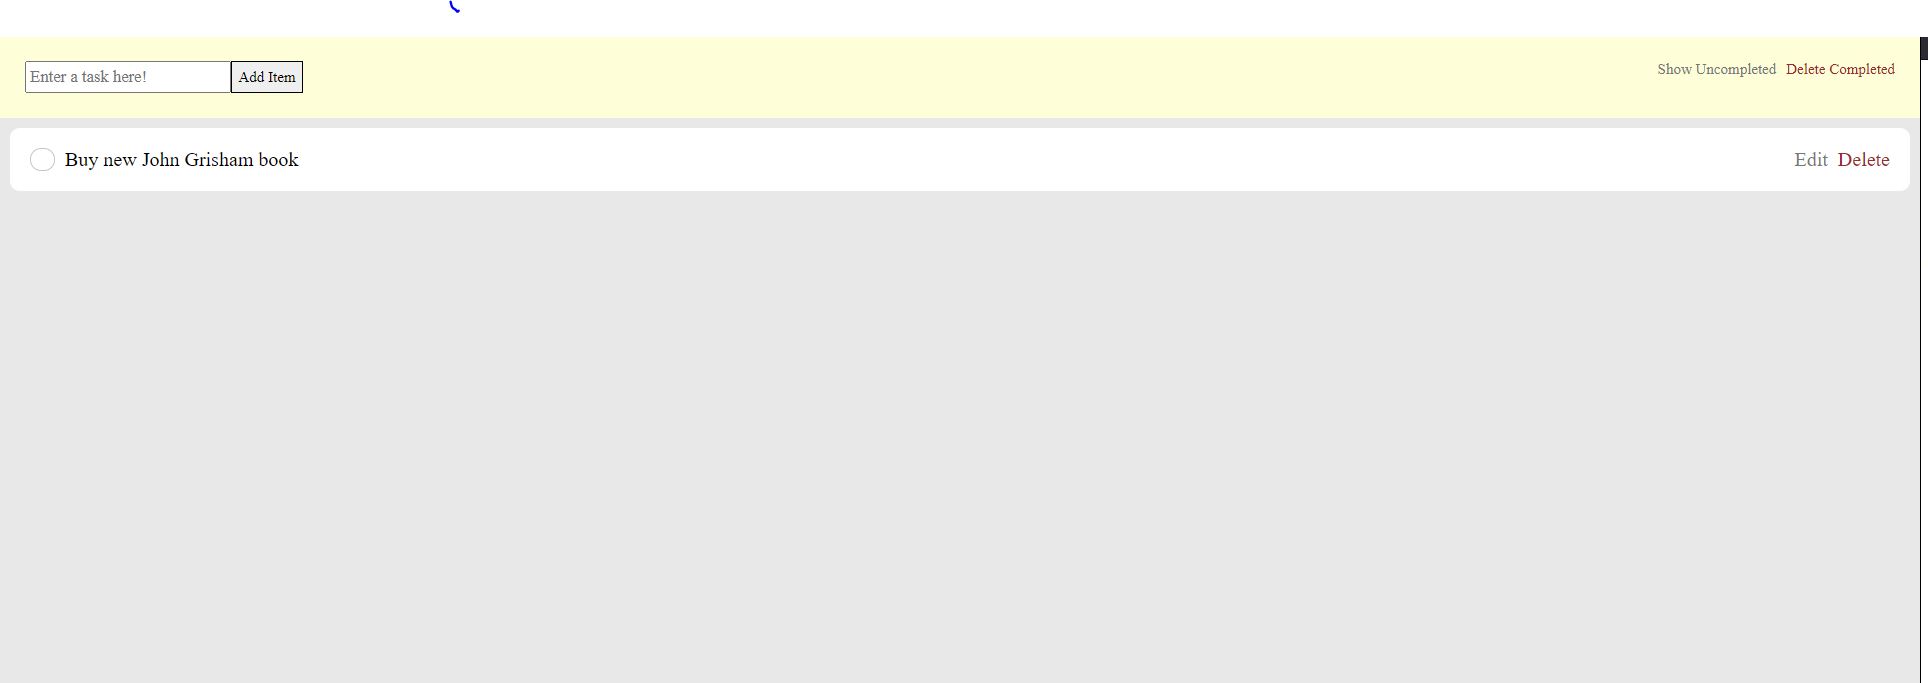 Enter a task here! Add Item Show Uncompleted Delete Completed
Buy new John Grisham book Edit Delete